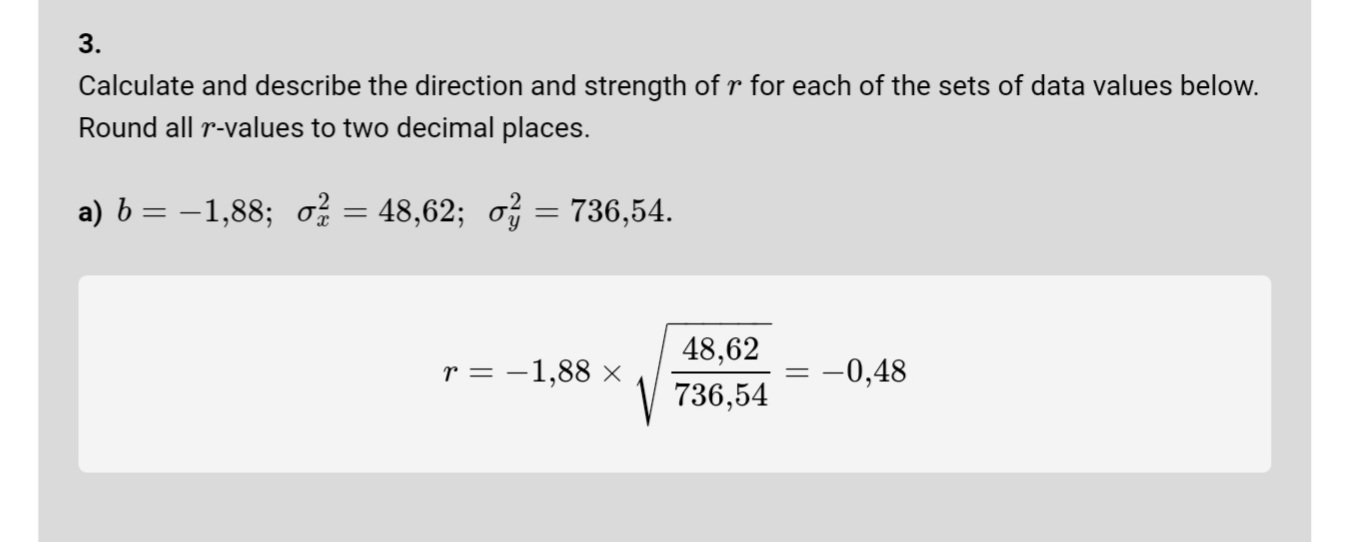 3.
Calculate and describe the direction and strength of r for each of the sets of data values below.
Round all r-values to two decimal places.
a) b = −1,88; σ²ₓ = 48,62; σ²ᵧ = 736,54.
r = −1,88 × √(48,62/736,54) = −0,48